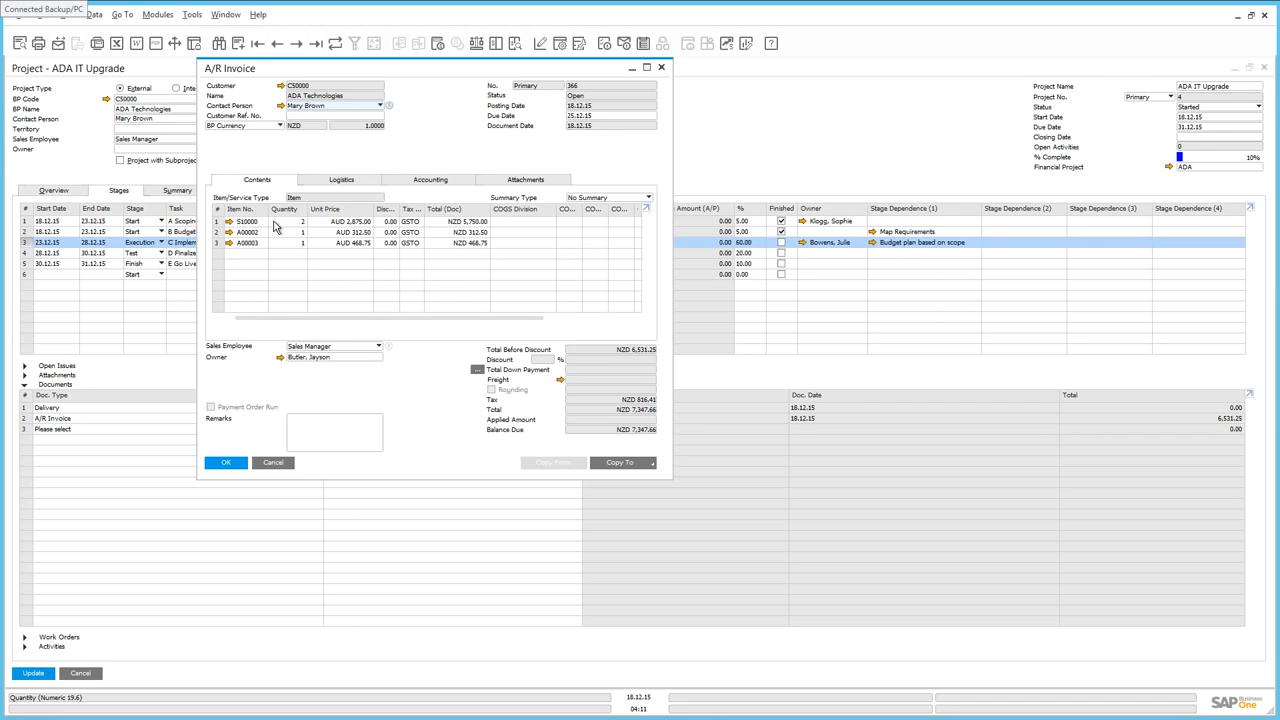 Connected Backup/PC
Data Go To Modules Tools Window Help
Project - ADA IT Upgrade
Project Type External Inte
BP Code C50000
BP Name ADA Technologies
Contact Person Mary Brown
Territory
Sales Employee Sales Manager
Owner
Project with Subproje
Overview Stages Summary
A/R Invoice
Customer C50000
Name ADA Technologies
Contact Person Mary Brown
Customer Ref. No.
BP Currency NZD 1.0000
No. Primary 366
Status Open
Posting Date 18.12.15
Due Date 25.12.15
Document Date 18.12.15
Contents Logistics Accounting Attachments
Item/Service Type Item Summary Type No Summary
# Item No. Quantity Unit Price Disc... Tax ... Total (Doc) COGS Division CO... CO... CO...
1 S10000 2 AUD 2,875.00 0.00 GSTO NZD 5,750.00
2 A00002 1 AUD 312.50 0.00 GSTO NZD 312.50
3 A00003 1 AUD 468.75 0.00 GSTO NZD 468.75
Sales Employee Sales Manager
Owner Butler, Jayson
Payment Order Run
Remarks
Total Before Discount NZD 6,531.25
Discount %
... Total Down Payment
Freight
Rounding
Tax NZD 816.41
Total NZD 7,347.66
Applied Amount
Balance Due NZD 7,347.66
OK Cancel Copy From Copy To
Project Name ADA IT Upgrade
Project No. Primary 4
Status Started
Start Date 18.12.15
Due Date 31.12.15
Closing Date
Open Activities 0
% Complete 10%
Financial Project ADA
# Start Date End Date Stage Task
1 18.12.15 23.12.15 Start A Scopin
2 18.12.15 23.12.15 Start B Budget
3 23.12.15 28.12.15 Execution C Implem
4 28.12.15 30.12.15 Test D Finalize
5 30.12.15 31.12.15 Finish E Go Live
6 Start
Amount (A/P) % Finished Owner Stage Dependence (1) Stage Dependence (2) Stage Dependence (3) Stage Dependence (4)
0.00 5.00 Klogg, Sophie
0.00 5.00 Map Requirements
0.00 60.00 Bowens, Julie Budget plan based on scope
0.00 20.00
0.00 10.00
0.00 0.00
Open Issues
Attachments
Documents
# Doc. Type Doc. Date Total
1 Delivery 18.12.15 0.00
2 A/R Invoice 18.12.15 6,531.25
3 Please select 0.00
Work Orders
Activities
Update Cancel
Quantity (Numeric 19.6) 18.12.15
04:11
SAP Business One